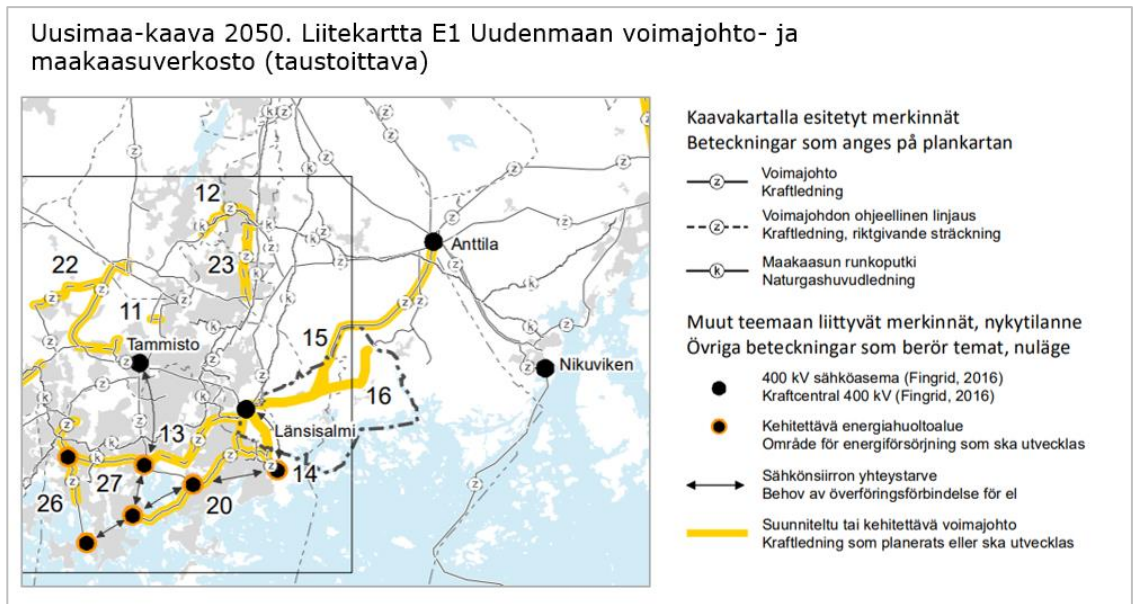 Uusimaa-kaava 2050. Liitekartta E1 Uudenmaan voimajohto- ja
maakaasuverkosto (taustoittava)
12
22
23
11
Tammisto
Anttila
15
16
Nikuviken
Länsisalmi
13
14
26
27
20
Kaavakartalla esitetyt merkinnät
Beteckningar som anges på plankartan
z Voimajohto
Kraftledning
z Voimajohdon ohjeellinen linjaus
Kraftledning, riktgivande sträckning
k Maakaasun runkoputki
Naturgashuvudledning
Muut teemaan liittyvät merkinnät, nykytilanne
Övriga beteckningar som berör temat, nuläge
400 kV sähköasema (Fingrid, 2016)
Kraftcentral 400 kV (Fingrid, 2016)
Kehitettävä energiahuoltoalue
Område för energiförsörjning som ska utvecklas
Sähkönsiirron yhteystarve
Behov av överföringsförbindelse för el
Suunniteltu tai kehitettävä voimajohto
Kraftledning som planerats eller ska utvecklas